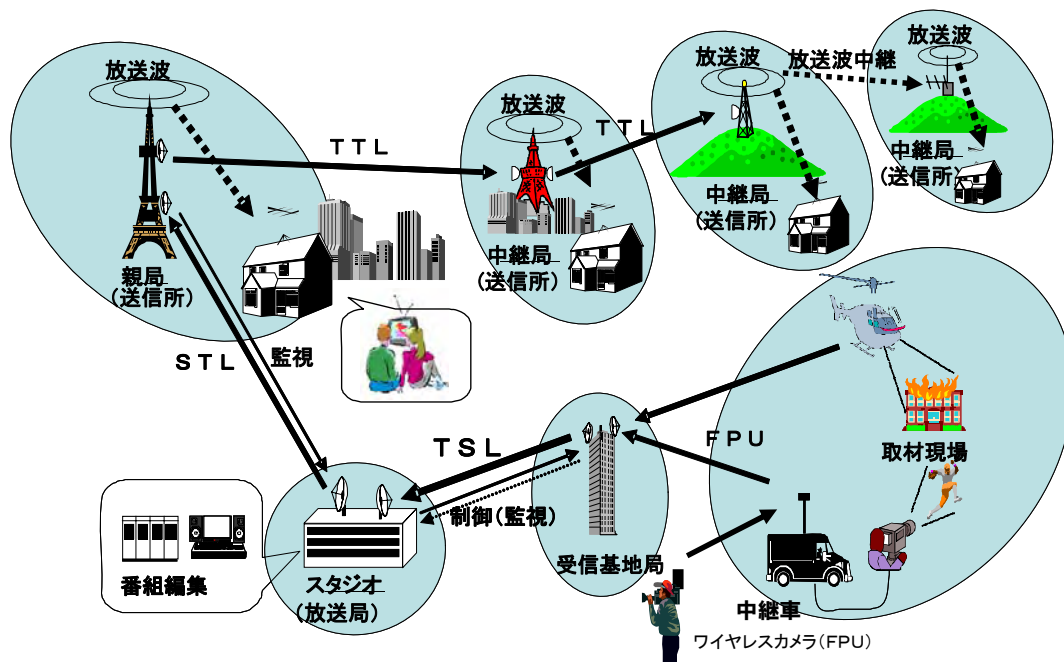 放送波
放送波
放送波
放送波中継
放送波
TTL
TTL
親局
(送信所)
中継局
(送信所)
中継局
(送信所)
中継局
(送信所)
STL
監視
TSL
FPU
取材現場
制御(監視)
番組編集
スタジオ
(放送局)
受信基地局
中継車
ワイヤレスカメラ(FPU)